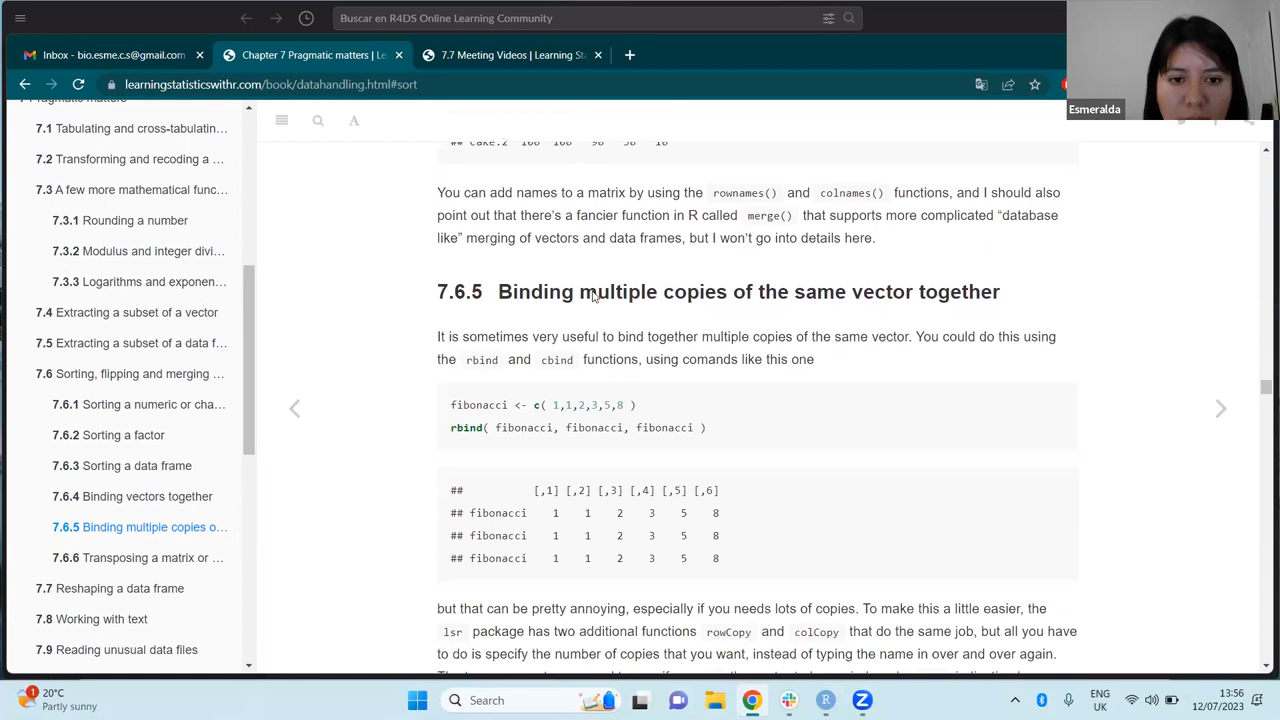 Buscar en R4DS Online Learning Community
Inbox - bio.esme.c.s@gmail.com
Chapter 7 Pragmatic matters | Le
7.7 Meeting Videos | Learning St
learningstatisticswithr.com/book/datahandling.html#sort
Esmeralda
7.1 Tabulating and cross-tabulatin...
7.2 Transforming and recoding a ...
7.3 A few more mathematical func...
7.3.1 Rounding a number
7.3.2 Modulus and integer divi...
7.3.3 Logarithms and exponen...
7.4 Extracting a subset of a vector
7.5 Extracting a subset of a data f...
7.6 Sorting, flipping and merging ...
7.6.1 Sorting a numeric or cha...
7.6.2 Sorting a factor
7.6.3 Sorting a data frame
7.6.4 Binding vectors together
7.6.5 Binding multiple copies o...
7.6.6 Transposing a matrix or ...
7.7 Reshaping a data frame
7.8 Working with text
7.9 Reading unusual data files
You can add names to a matrix by using the rownames() and colnames() functions, and I should also
point out that there's a fancier function in R called merge() that supports more complicated “database
like” merging of vectors and data frames, but I won't go into details here.
7.6.5 Binding multiple copies of the same vector together
It is sometimes very useful to bind together multiple copies of the same vector. You could do this using
the rbind and cbind functions, using comands like this one
fibonacci <- c( 1,1,2,3,5,8 )
rbind( fibonacci, fibonacci, fibonacci )
## [,1] [,2] [,3] [,4] [,5] [,6]
## fibonacci 1 1 2 3 5 8
## fibonacci 1 1 2 3 5 8
## fibonacci 1 1 2 3 5 8
but that can be pretty annoying, especially if you needs lots of copies. To make this a little easier, the
lsr package has two additional functions rowCopy and colCopy that do the same job, but all you have
to do is specify the number of copies that you want, instead of typing the name in over and over again.
1
20°C
Partly sunny
Search
ENG
UK
13:56
12/07/2023